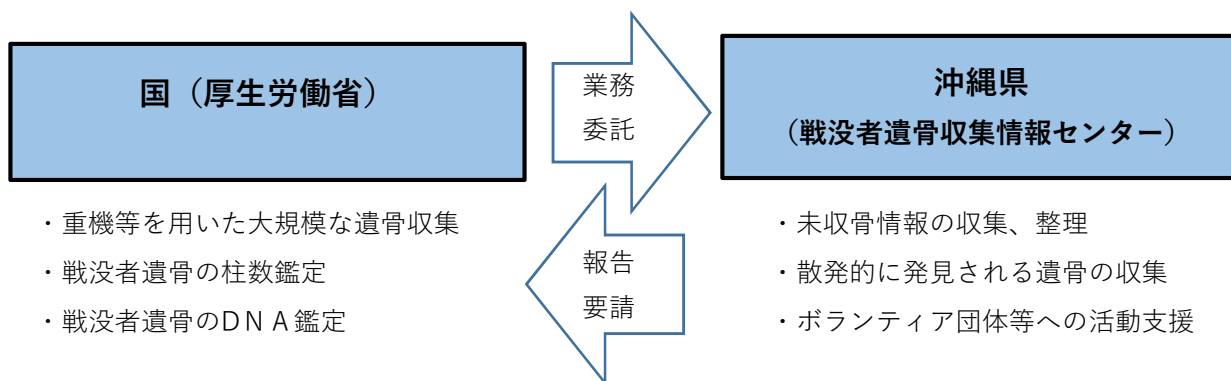 国（厚生労働省）
業務
委託
沖縄県
（戦没者遺骨収集情報センター）
・重機等を用いた大規模な遺骨収集
・戦没者遺骨の柱数鑑定
・戦没者遺骨のＤＮＡ鑑定
報告
要請
・未収骨情報の収集、整理
・散発的に発見される遺骨の収集
・ボランティア団体等への活動支援